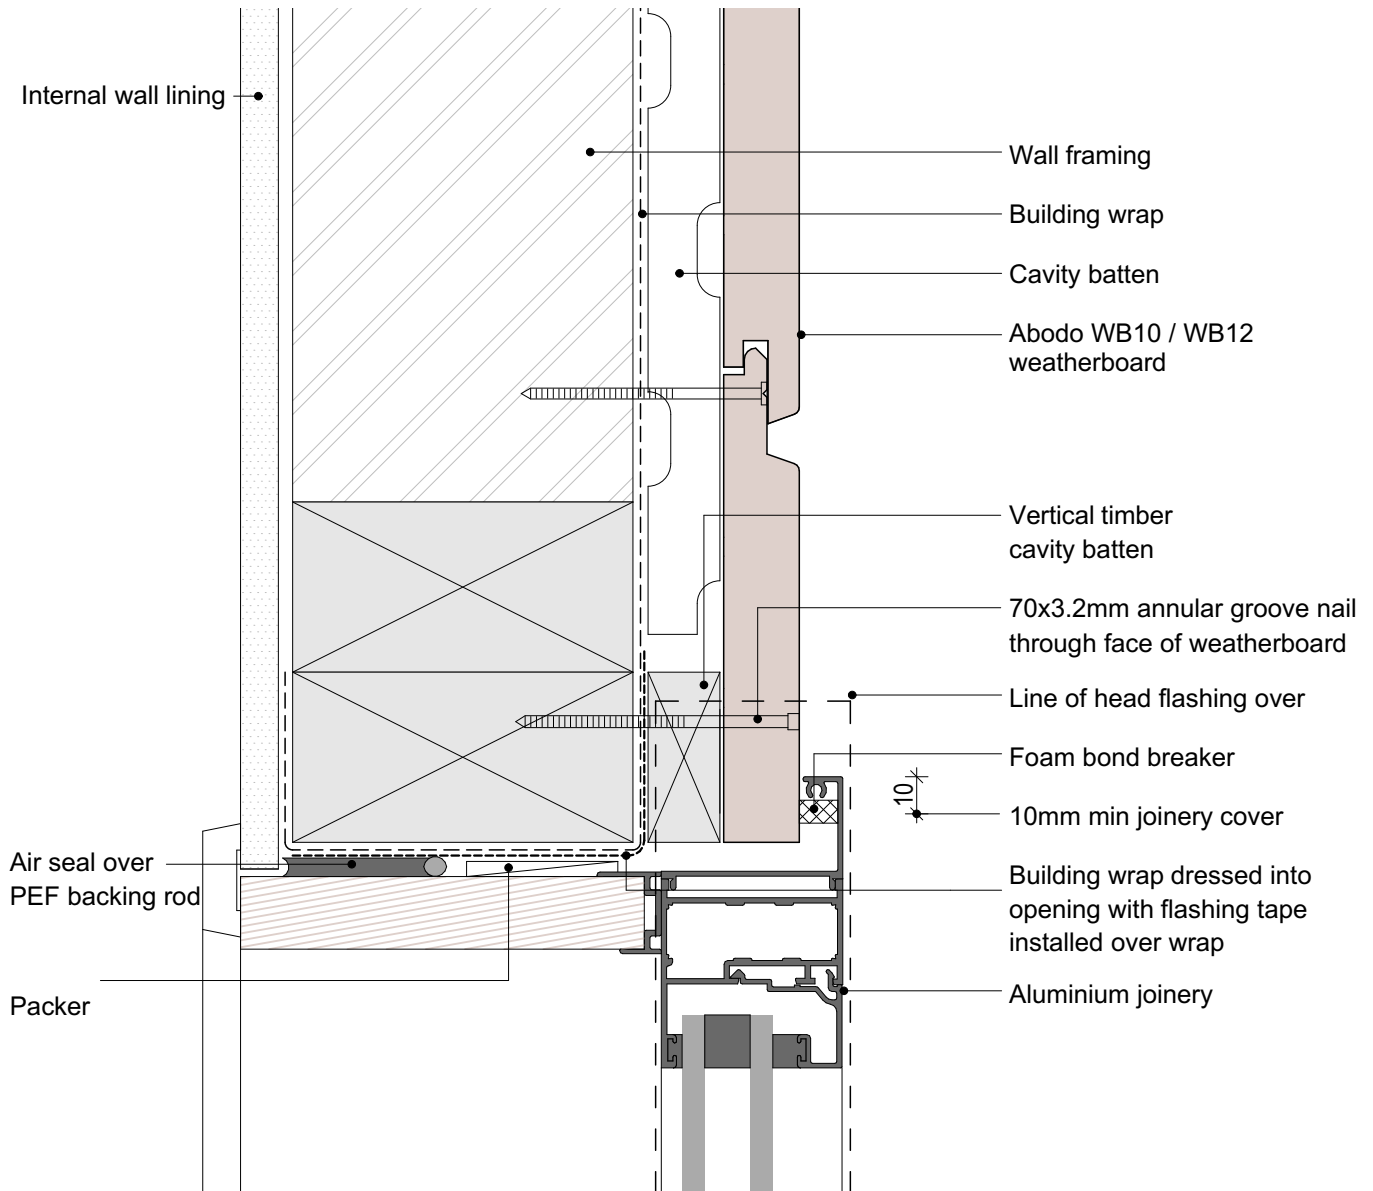 Internal wall lining
Wall framing
Building wrap
Cavity batten
Abodo WB10 / WB12
weatherboard
Vertical timber
cavity batten
70x3.2mm annular groove nail
through face of weatherboard
Line of head flashing over
Foam bond breaker
10
10mm min joinery cover
Air seal over
PEF backing rod
Building wrap dressed into
opening with flashing tape
installed over wrap
Packer
Aluminium joinery